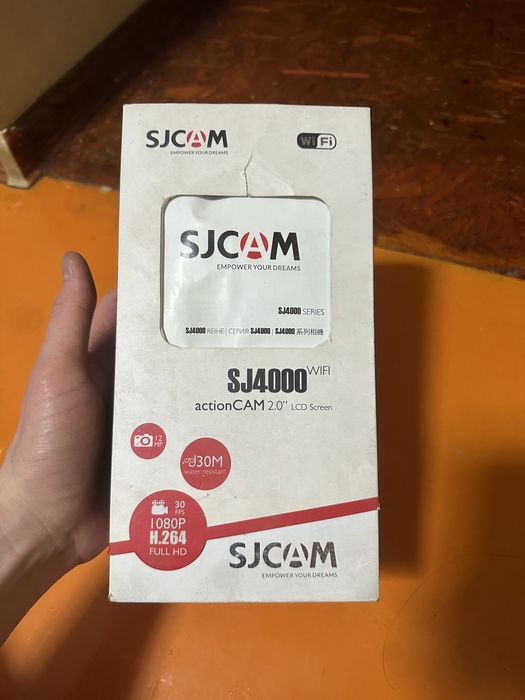 SJCAM
EMPOWER YOUR DREAMS
WiFi
SJCAM
EMPOWER YOUR DREAMS
SJ4000 SERIES
SJ4000 REIHE | СЕРИЯ SJ4000 | SJ4000 系列相機
SJ4000 WIFI
actionCAM 2.0" LCD Screen
12
MP
30M
water resistant
30
FPS
1080P
H.264
FULL HD
SJCAM
EMPOWER YOUR DREAMS